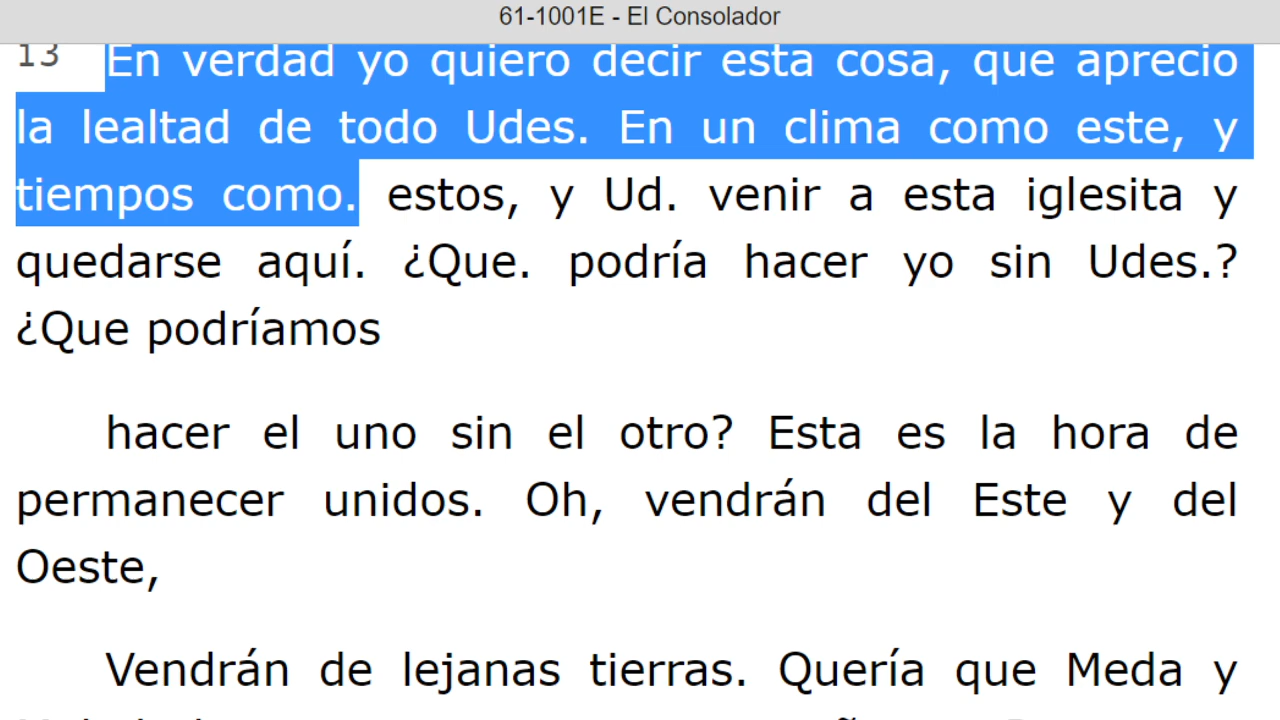 61-1001E - El Consolador
13 En verdad yo quiero decir esta cosa, que aprecio
la lealtad de todo Udes. En un clima como este, y
tiempos como. estos, y Ud. venir a esta iglesita y
quedarse aquí. ¿Que. podría hacer yo sin Udes.?
¿Que podríamos
hacer el uno sin el otro? Esta es la hora de
permanecer unidos. Oh, vendrán del Este y del
Oeste,
Vendrán de lejanas tierras. Quería que Meda y